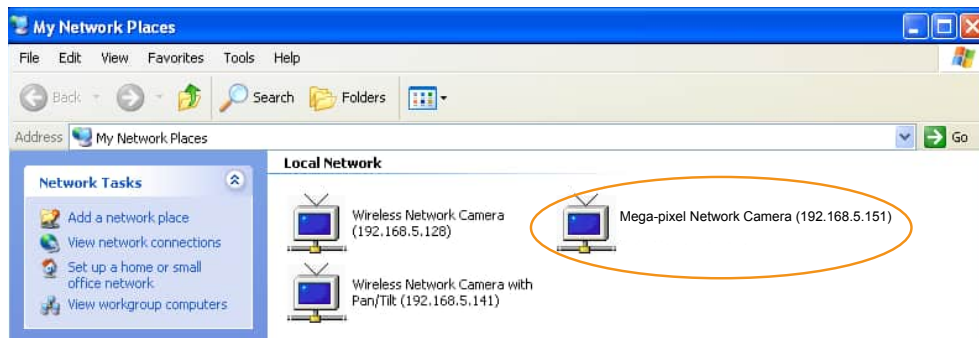 My Network Places
File Edit View Favorites Tools Help
Back Search Folders
Address My Network Places Go
Local Network
Network Tasks
Add a network place
View network connections
Set up a home or small
office network
View workgroup computers
Wireless Network Camera
(192.168.5.128)
Mega-pixel Network Camera (192.168.5.151)
Wireless Network Camera with
Pan/Tilt (192.168.5.141)